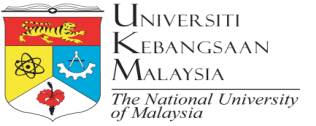 UNIVERSITI
KEBANGSAAN
MALAYSIA
The National University
of Malaysia